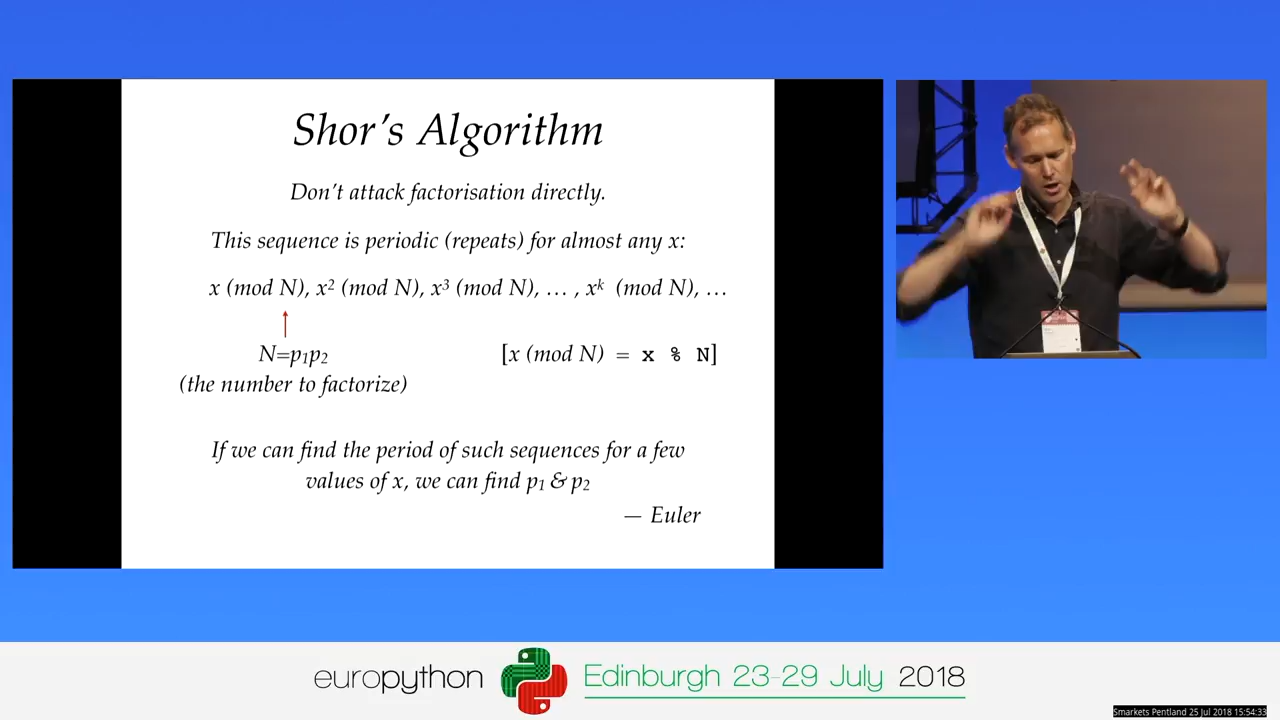 Shor's Algorithm
Don't attack factorisation directly.
This sequence is periodic (repeats) for almost any x:
x (mod N), x² (mod N), x³ (mod N), … , xᵏ (mod N), …
N=p₁p₂
[x (mod N) = x % N]
(the number to factorize)
If we can find the period of such sequences for a few
values of x, we can find p₁ & p₂
— Euler
europython
Edinburgh 23-29 July 2018
Smarkets Pentland 25 Jul 2018 15:54:33